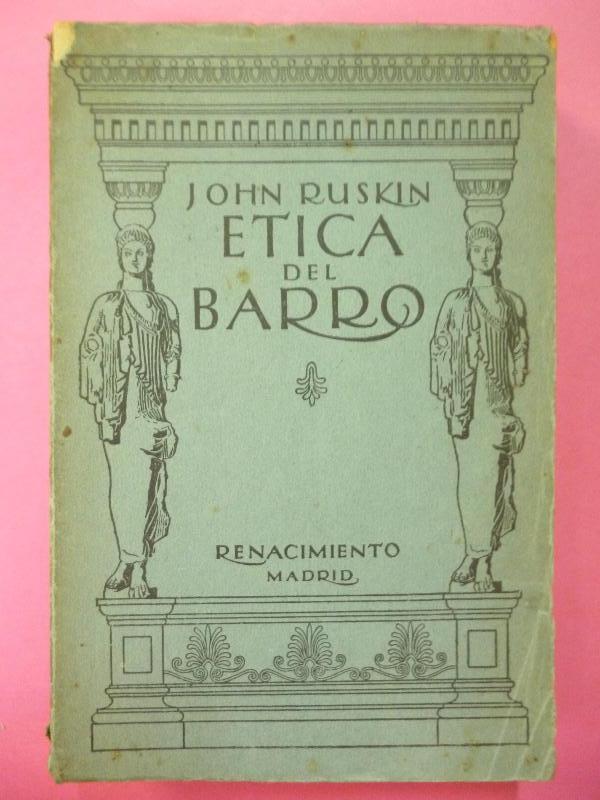 JOHN RUSKIN
ETICA
DEL
BARRO
RENACIMIENTO
MADRID